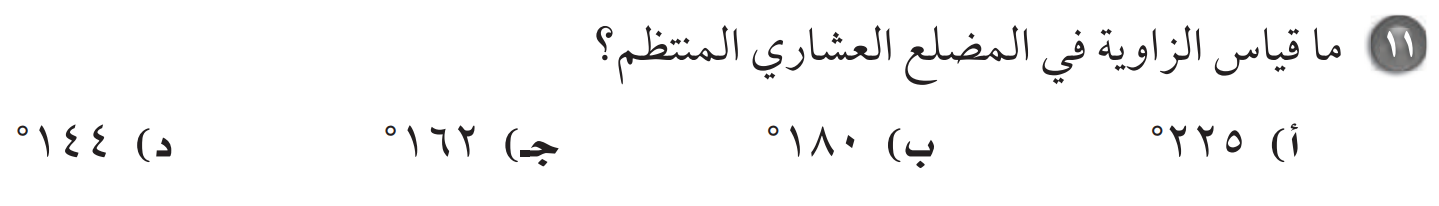 ١١ ما قياس الزاوية في المضلع العشاري المنتظم؟
أ) ٢٢٥° ب) ١٨٠° جـ) ١٦٢° د) ١٤٤°